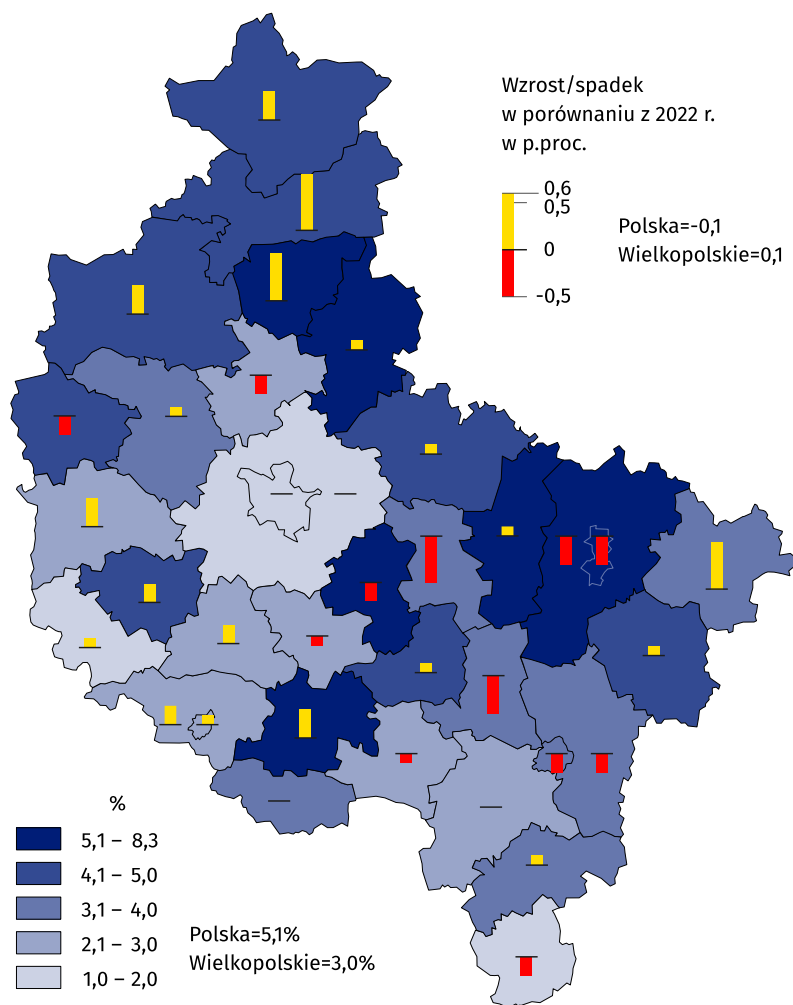 Wzrost/spadek
w porównaniu z 2022 r.
w p.proc.
0,6
0,5
0
-0,5
Polska=-0,1
Wielkopolskie=0,1
%
5,1 – 8,3
4,1 – 5,0
3,1 – 4,0
2,1 – 3,0
1,0 – 2,0
Polska=5,1%
Wielkopolskie=3,0%